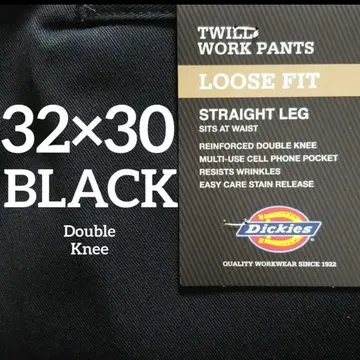 32×30
BLACK
Double
Knee
TWILL
WORK PANTS
LOOSE FIT
STRAIGHT LEG
SITS AT WAIST
REINFORCED DOUBLE KNEE
MULTI-USE CELL PHONE POCKET
RESISTS WRINKLES
EASY CARE STAIN RELEASE
Dickies
QUALITY WORKWEAR SINCE 1922